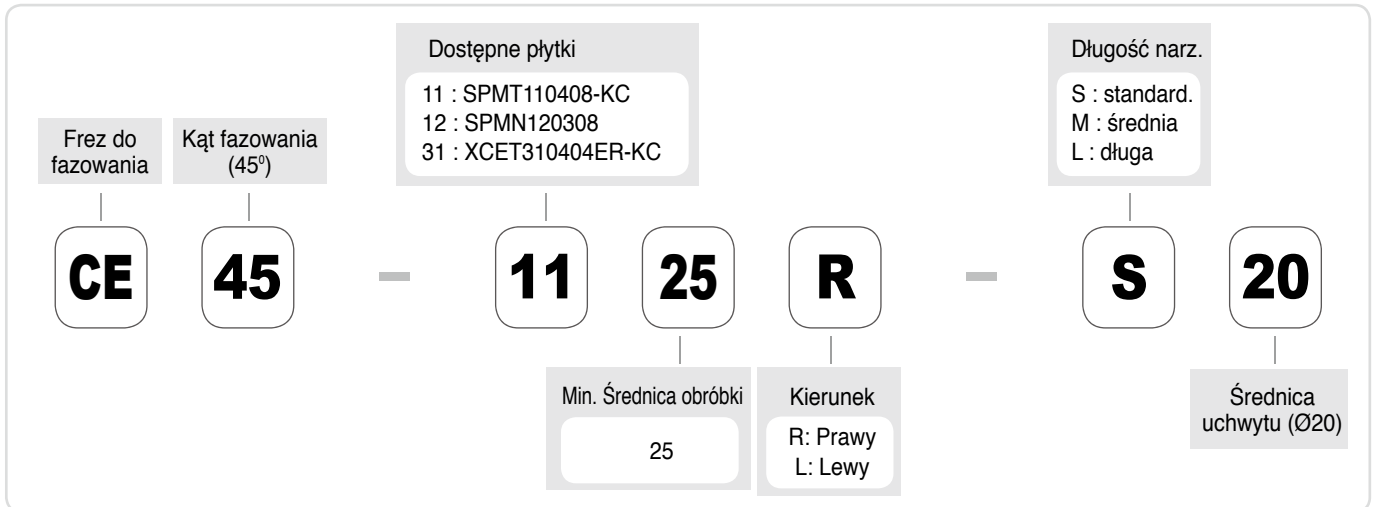 Dostępne płytki
11 : SPMT110408-KC
12 : SPMN120308
31 : XCET310404ER-KC
Długość narz.
S : standard.
M : średnia
L : długa
Frez do
fazowania
Kąt fazowania
(45⁰)
CE 45 - 11 25 R - S 20
Min. Średnica obróbki
25
Kierunek
R: Prawy
L: Lewy
Średnica
uchwytu (Ø20)